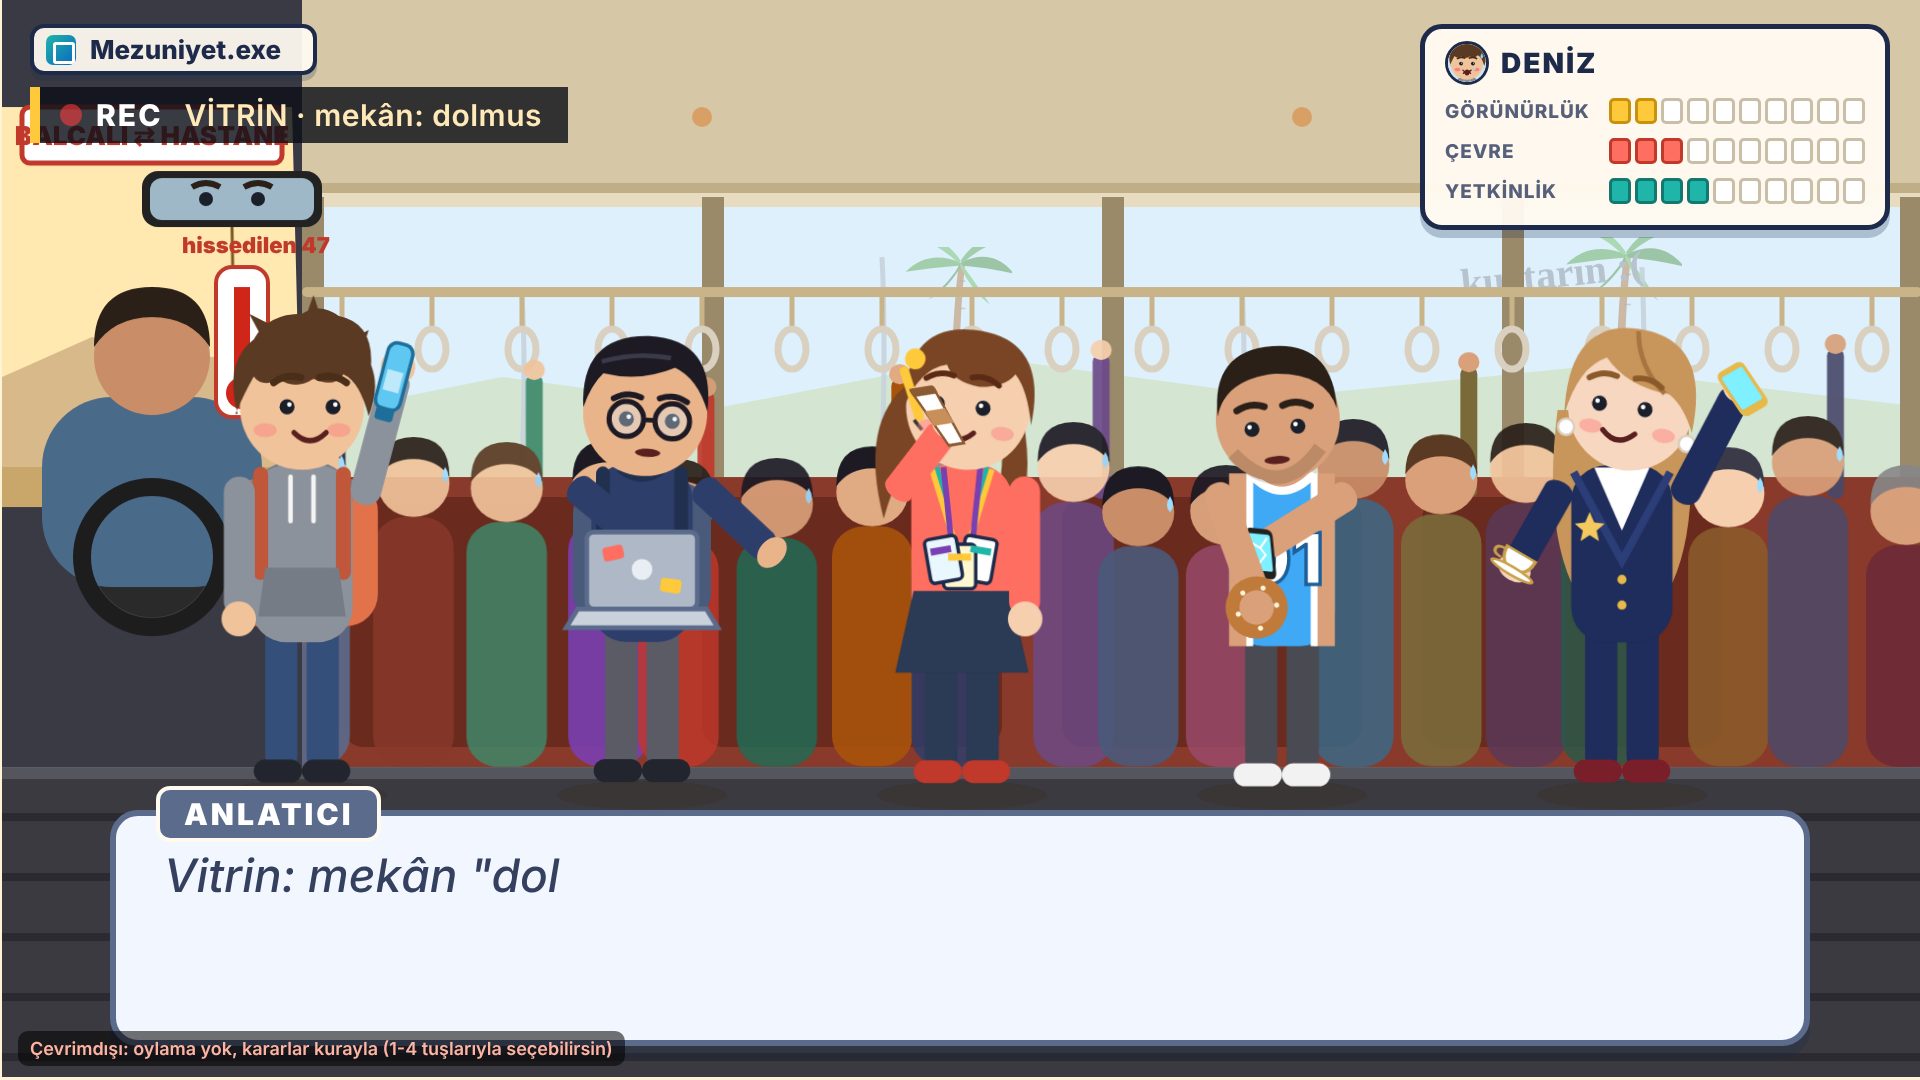 Mezuniyet.exe
REC VİTRİN · mekân: dolmus
BALCALI ⇄ HASTANE
hissedilen 47
DENİZ
GÖRÜNÜRLÜK
ÇEVRE
YETKİNLİK
01
ANLATICI
Vitrin: mekân "dol
Çevrimdışı: oylama yok, kararlar kurayla (1-4 tuşlarıyla seçebilirsin)